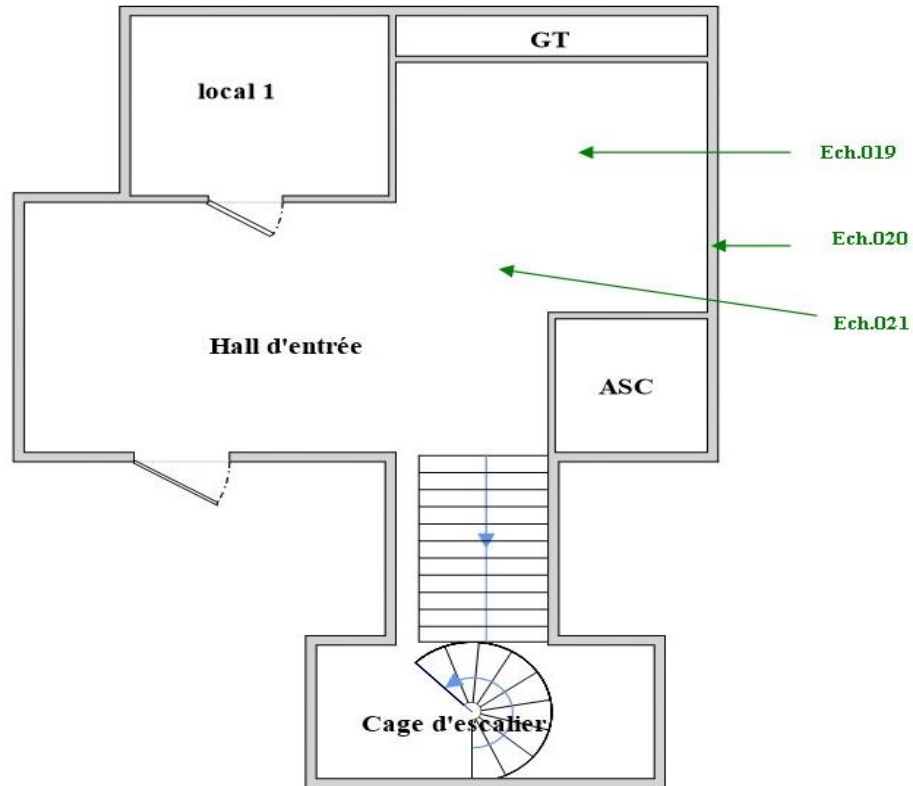 GT
local 1
Ech.019
Ech.020
Ech.021
Hall d'entrée
ASC
Cage d'escalier